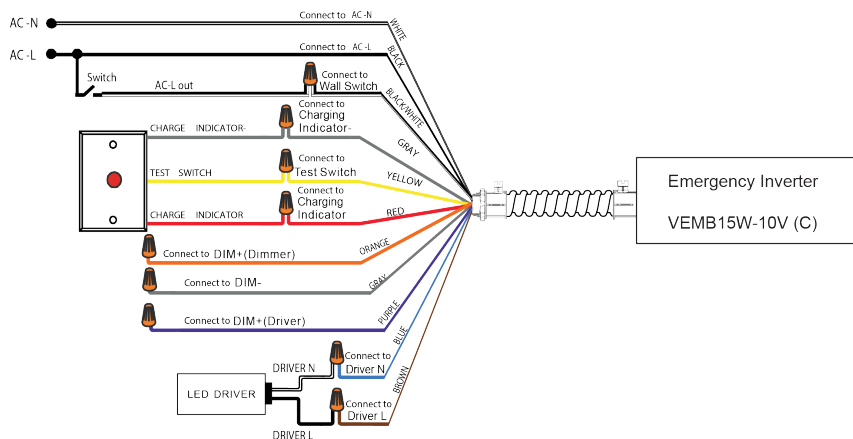 AC-N
Connect to AC-N
WHITE
AC-L
Connect to AC-L
BLACK
Switch
AC-L out
Connect to
Wall Switch
BLACK/WHITE
CHARGE INDICATOR-
Connect to
Charging
Indicator-
GRAY
TEST SWITCH
Connect to
Test Switch
YELLOW
CHARGE INDICATOR
Connect to
Charging
Indicator
RED
Connect to DIM+(Dimmer)
ORANGE
Connect to DIM-
GRAY
Connect to DIM+(Driver)
PURPLE
BLUE
BROWN
DRIVER N
Connect to
Driver N
LED DRIVER
Connect to
Driver L
DRIVER L
Emergency Inverter
VEMB15W-10V (C)